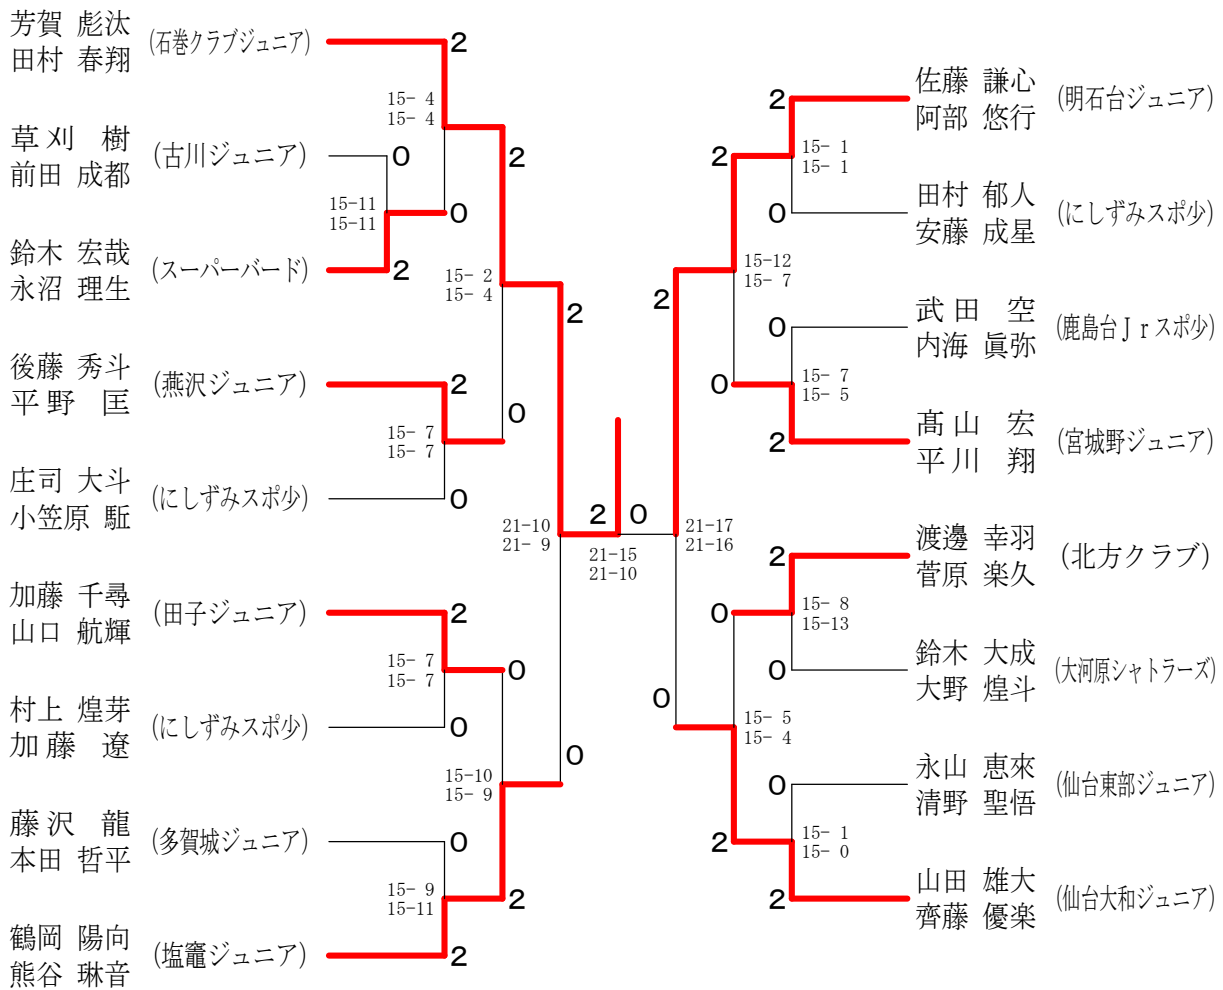 芳賀 彪汰
田村 春翔
(石巻クラブジュニア)
2
15- 4
15- 4
草刈 樹
前田 成都
(古川ジュニア)
0
2
15-11
15-11
0
鈴木 宏哉
永沼 理生
(スーパーバード)
2
15- 2
15- 4
2
後藤 秀斗
平野 匡
(燕沢ジュニア)
2
0
15- 7
15- 7
庄司 大斗
小笠原 駈
(にしずみスポ少)
0
21-10
21- 9
2
0
21-15
21-10
加藤 千尋
山口 航輝
(田子ジュニア)
2
15- 7
15- 7
0
村上 煌芽
加藤 遼
(にしずみスポ少)
0
0
15-10
15- 9
藤沢 龍
本田 哲平
(多賀城ジュニア)
0
15- 9
15-11
2
鶴岡 陽向
熊谷 琳音
(塩竈ジュニア)
2
佐藤 謙心
阿部 悠行
(明石台ジュニア)
2
2
15- 1
15- 1
田村 郁人
安藤 成星
(にしずみスポ少)
0
15-12
15- 7
2
武田 空
内海 眞弥
(鹿島台Ｊｒスポ少)
0
0
15- 7
15- 5
髙山 宏
平川 翔
(宮城野ジュニア)
2
21-17
21-16
渡邊 幸羽
菅原 楽久
(北方クラブ)
2
0
15- 8
15-13
鈴木 大成
大野 煌斗
(大河原シャトラーズ)
0
0
15- 5
15- 4
永山 恵來
清野 聖悟
(仙台東部ジュニア)
0
2
15- 1
15- 0
山田 雄大
齊藤 優楽
(仙台大和ジュニア)
2